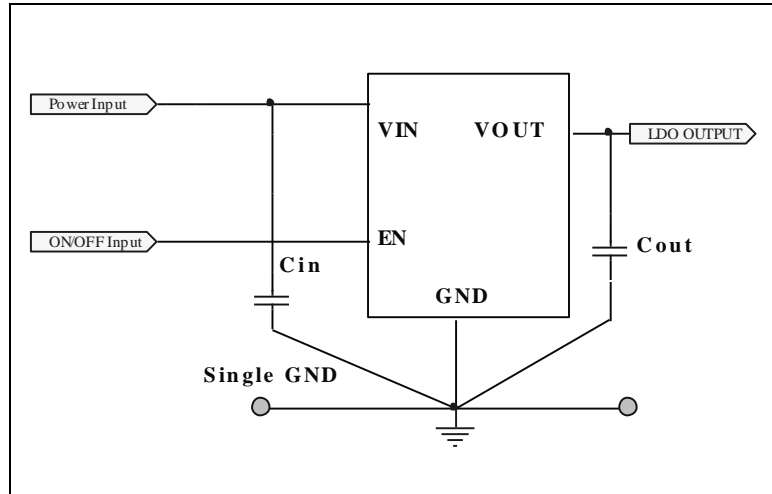 Power Input
VIN
VOUT
LDO OUTPUT
ON/OFF Input
EN
Cin
Cout
GND
Single GND